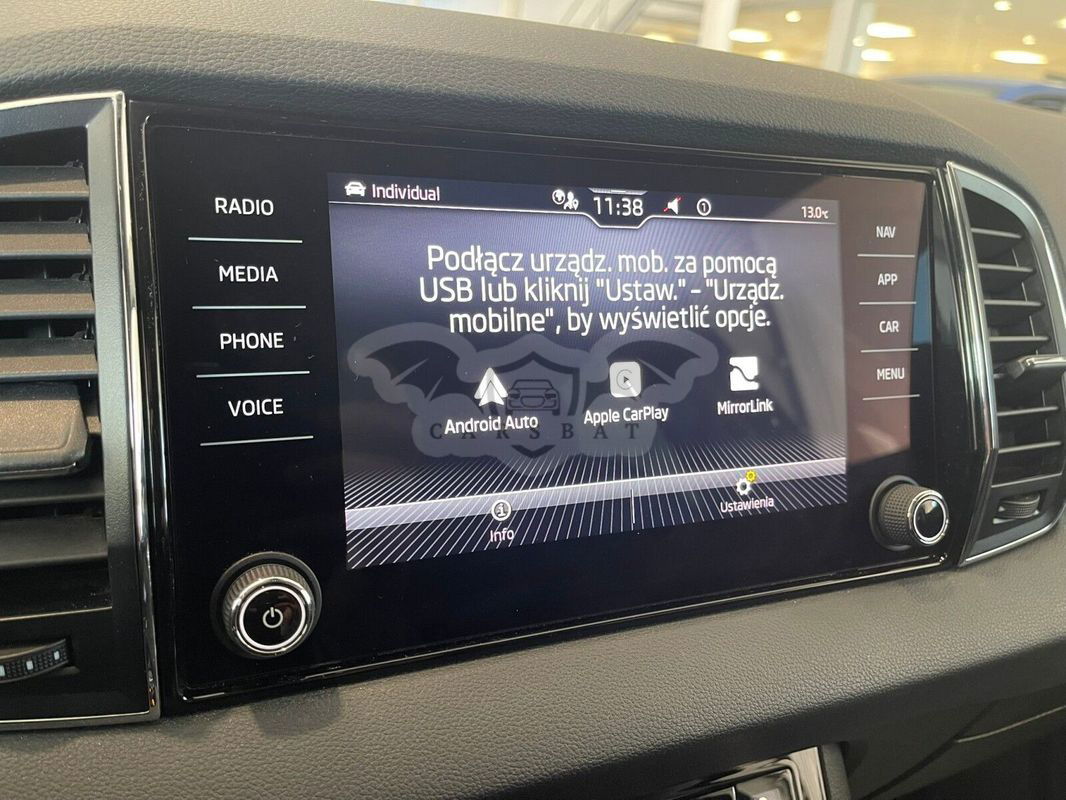 RADIO
MEDIA
PHONE
VOICE
Individual
11:38
1
13.0°C
Podłącz urządz. mob. za pomocą
USB lub kliknij "Ustaw." - "Urządz.
mobilne", by wyświetlić opcje.
Android Auto
Apple CarPlay
MirrorLink
CARSBAT
Info
Ustawienia
NAV
APP
CAR
MENU